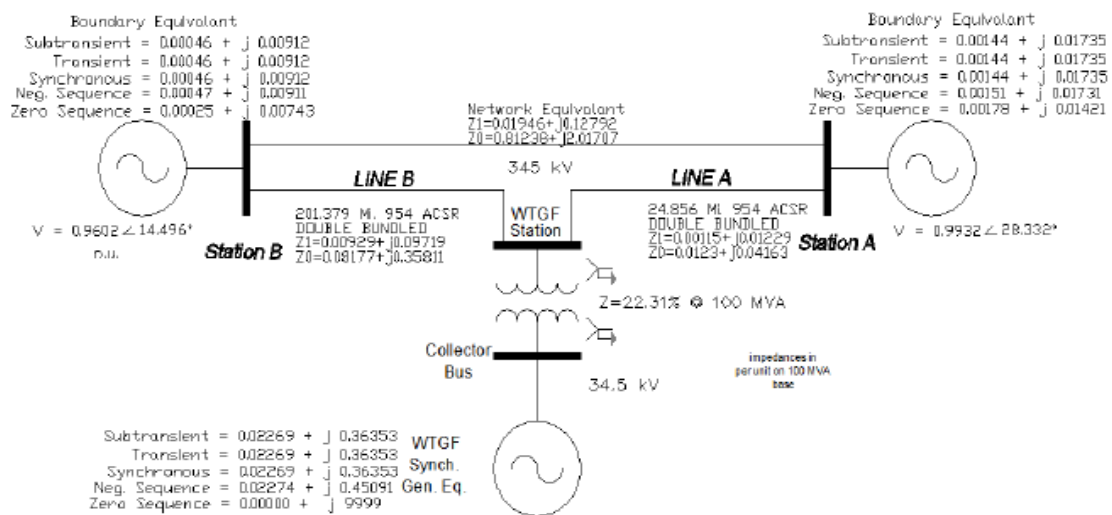 Boundary Equivalant
Subtransient = 0.00046 + j 0.00912
Transient = 0.00046 + j 0.00912
Synchronous = 0.00046 + j 0.00912
Neg. Sequence = 0.00047 + j 0.00911
Zero Sequence = 0.00025 + j 0.00743
Boundary Equivalant
Subtransient = 0.00144 + j 0.01735
Transient = 0.00144 + j 0.01735
Synchronous = 0.00144 + j 0.01735
Neg. Sequence = 0.00151 + j 0.01731
Zero Sequence = 0.00178 + j 0.01421
Network Equivalant
Z1=0.01946+j0.12792
Z0=0.81238+j2.01707
345 kV
LINE B
LINE A
WTGF
Station
201.379 Mi. 954 ACSR
DOUBLE BUNDLED
Z1=0.00929+j0.09719
Z0=0.08177+j0.35811
24.856 Mi. 954 ACSR
DOUBLE BUNDLED
Z1=0.00115+j0.01229
Z0=0.0123+j0.04163
V = 0.9602∠14.496°
p.u.
Station B
Station A
V = 0.9932∠28.332°
Z=22.31% @ 100 MVA
Collector
Bus
34.5 kV
impedances in
per unit on 100 MVA
base
Subtransient = 0.02269 + j 0.36353
Transient = 0.02269 + j 0.36353
Synchronous = 0.02269 + j 0.36353
Neg. Sequence = 0.02274 + j 0.45091
Zero Sequence = 0.00000 + j 9999
WTGF
Synch.
Gen. Eq.